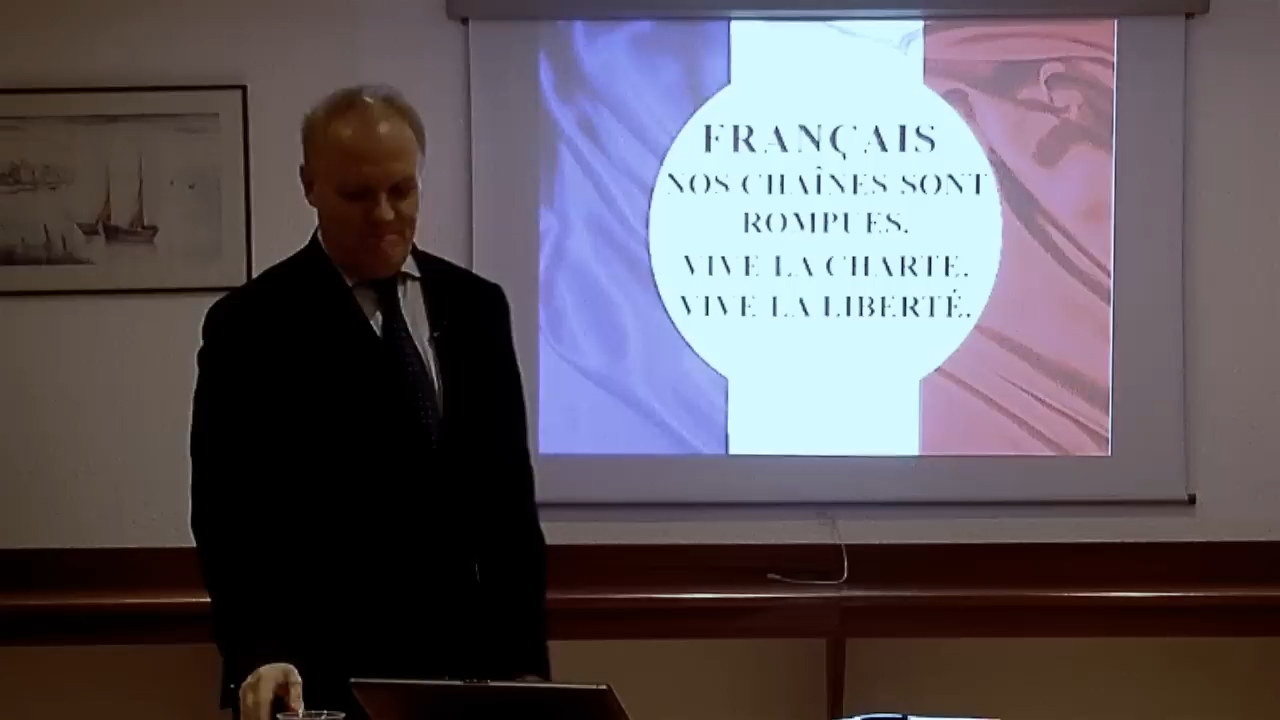 FRANÇAIS
NOS CHAÎNES SONT
ROMPUES.
VIVE LA CHARTE.
VIVE LA LIBERTÉ.